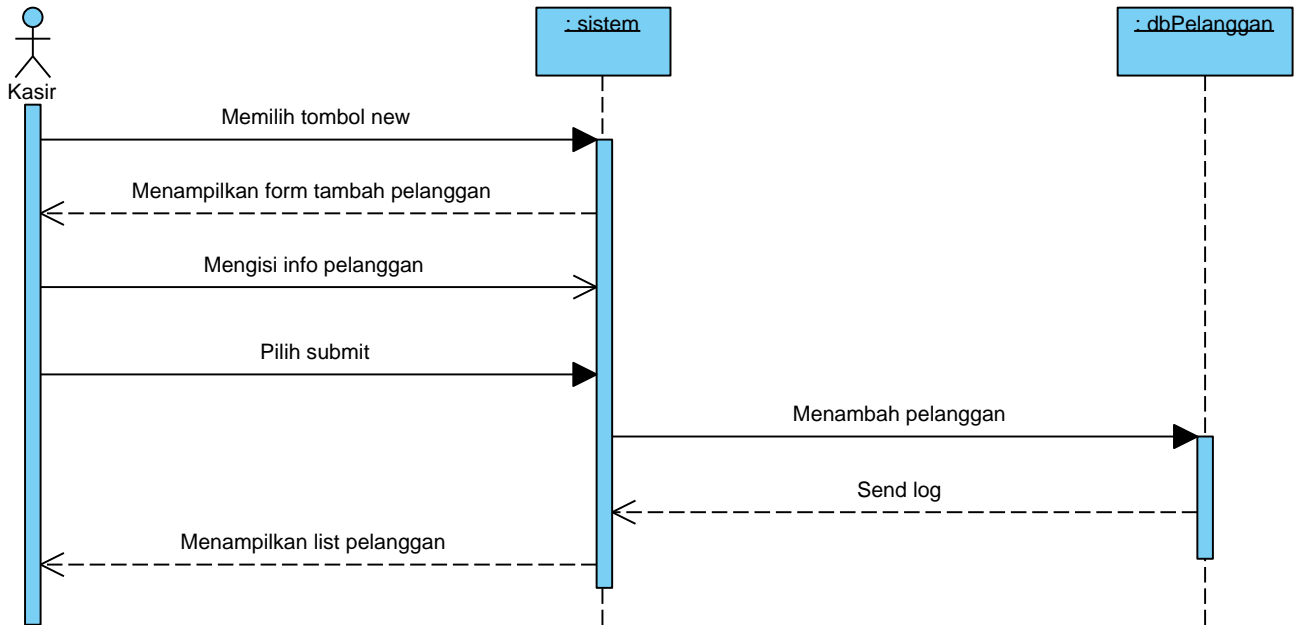 : sistem
: dbPelanggan
Kasir
Memilih tombol new
Menampilkan form tambah pelanggan
Mengisi info pelanggan
Pilih submit
Menambah pelanggan
Send log
Menampilkan list pelanggan